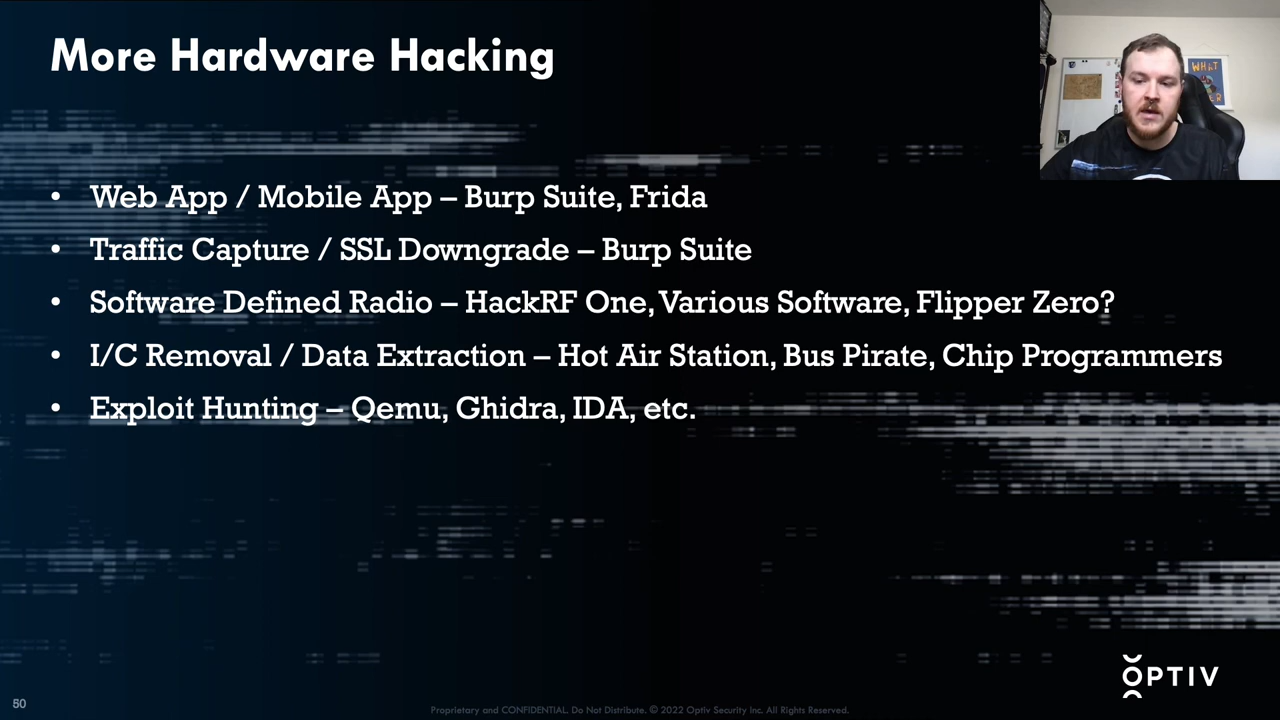 More Hardware Hacking
WHAT
• Web App / Mobile App – Burp Suite, Frida
• Traffic Capture / SSL Downgrade – Burp Suite
• Software Defined Radio – HackRF One, Various Software, Flipper Zero?
• I/C Removal / Data Extraction – Hot Air Station, Bus Pirate, Chip Programmers
• Exploit Hunting – Qemu, Ghidra, IDA, etc.
OPTIV
50
Proprietary and CONFIDENTIAL. Do Not Distribute. © 2022 Optiv Security Inc. All Rights Reserved.